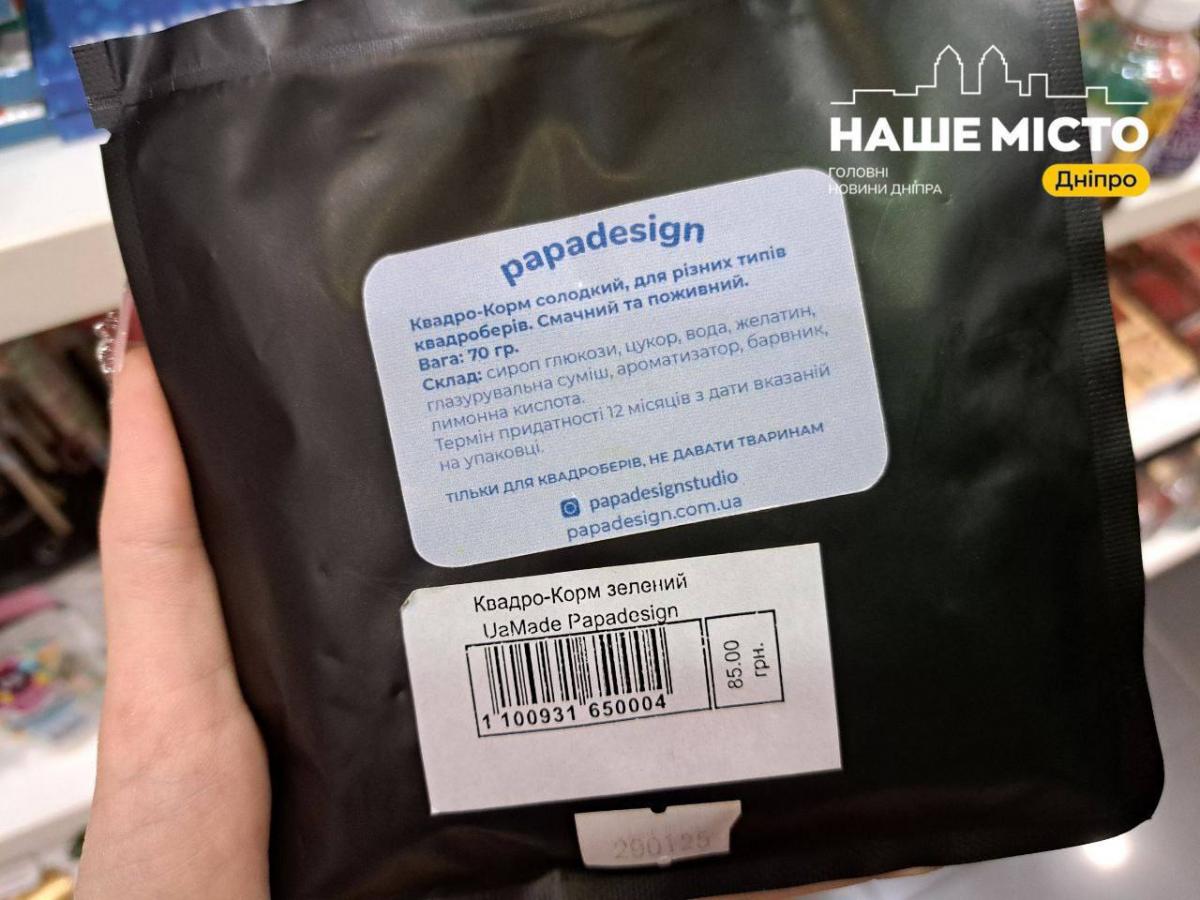 НАШЕ МІСТО
ГОЛОВНІ
НОВИНИ ДНІПРА
Дніпро
papadesign
Квадро-Корм солодкий, для різних типів
квадроберів. Смачний та поживний.
Вага: 70 гр.
Склад: сироп глюкози, цукор, вода, желатин,
глазурувальна суміш, ароматизатор, барвник,
лимонна кислота.
Термін придатності 12 місяців з дати вказаній
на упаковці.
ТІЛЬКИ ДЛЯ КВАДРОБЕРІВ, НЕ ДАВАТИ ТВАРИНАМ
papadesignstudio
papadesign.com.ua
Квадро-Корм зелений
UaMade Papadesign
85.00
грн.
1 100931 650004
290125